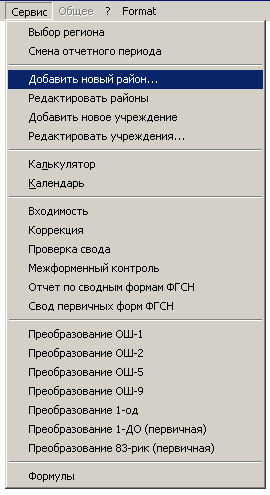 Сервис Общее ? Format
Выбор региона
Смена отчетного периода
Добавить новый район...
Редактировать районы
Добавить новое учреждение
Редактировать учреждения...
Калькулятор
Календарь
Входимость
Коррекция
Проверка свода
Межформенный контроль
Отчет по сводным формам ФГСН
Свод первичных форм ФГСН
Преобразование ОШ-1
Преобразование ОШ-2
Преобразование ОШ-5
Преобразование ОШ-9
Преобразование 1-од
Преобразование 1-ДО (первичная)
Преобразование 83-рик (первичная)
Формулы